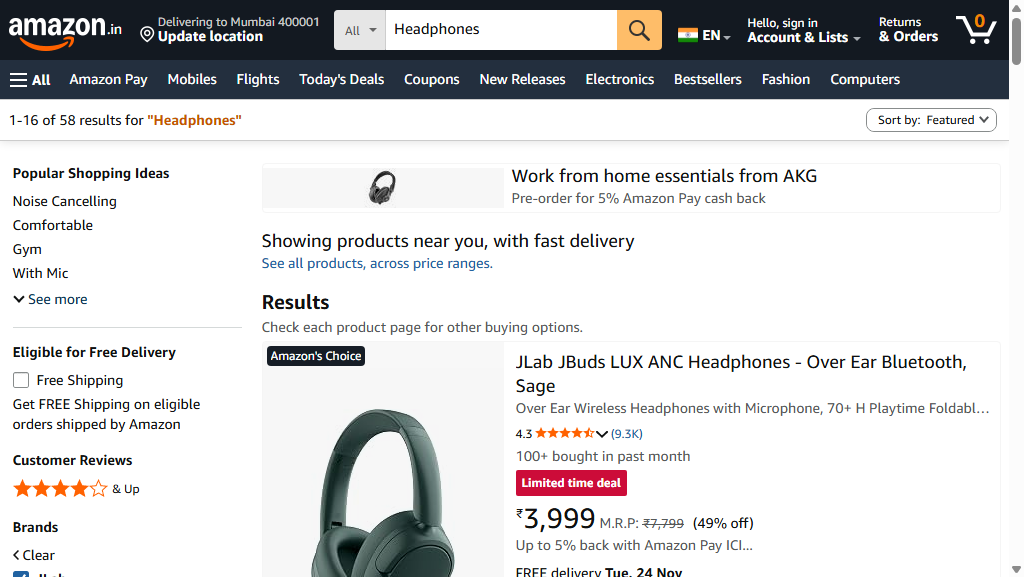 amazon.in
Delivering to Mumbai 400001
Update location
All
Headphones
EN
Hello, sign in
Account & Lists
Returns
& Orders
0
All Amazon Pay Mobiles Flights Today's Deals Coupons New Releases Electronics Bestsellers Fashion Computers
1-16 of 58 results for "Headphones"
Sort by: Featured
Popular Shopping Ideas
Noise Cancelling
Comfortable
Gym
With Mic
See more
Eligible for Free Delivery
Free Shipping
Get FREE Shipping on eligible
orders shipped by Amazon
Customer Reviews
& Up
Brands
Clear
JLab
Work from home essentials from AKG
Pre-order for 5% Amazon Pay cash back
Showing products near you, with fast delivery
See all products, across price ranges.
Results
Check each product page for other buying options.
Amazon's Choice
JLab JBuds LUX ANC Headphones - Over Ear Bluetooth,
Sage
Over Ear Wireless Headphones with Microphone, 70+ H Playtime Foldabl...
4.3 (9.3K)
100+ bought in past month
Limited time deal
₹3,999 M.R.P: ₹7,799 (49% off)
Up to 5% back with Amazon Pay ICI...
FREE delivery Tue, 24 Nov